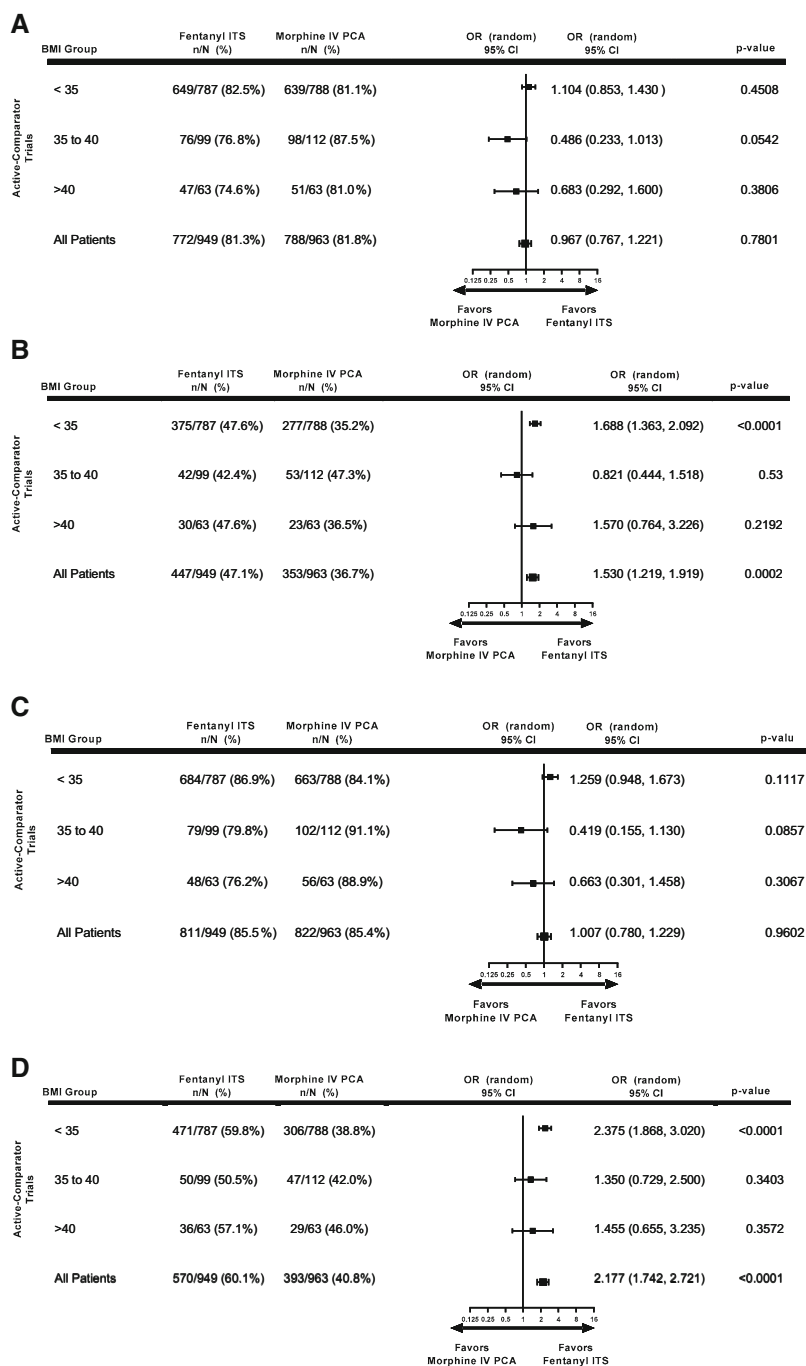 A
BMI Group Fentanyl ITS n/N (%) Morphine IV PCA n/N (%) OR (random) 95% CI OR (random) 95% CI p-value
Active-Comparator Trials
< 35 649/787 (82.5%) 639/788 (81.1%) 1.104 (0.853, 1.430 ) 0.4508
35 to 40 76/99 (76.8%) 98/112 (87.5%) 0.486 (0.233, 1.013) 0.0542
>40 47/63 (74.6%) 51/63 (81.0%) 0.683 (0.292, 1.600) 0.3806
All Patients 772/949 (81.3%) 788/963 (81.8%) 0.967 (0.767, 1.221) 0.7801
0.125 0.25 0.5 1 2 4 8 16
Favors Favors
Morphine IV PCA Fentanyl ITS
B
BMI Group Fentanyl ITS n/N (%) Morphine IV PCA n/N (%) OR (random) 95% CI OR (random) 95% CI p-value
Active-Comparator Trials
< 35 375/787 (47.6%) 277/788 (35.2%) 1.688 (1.363, 2.092) <0.0001
35 to 40 42/99 (42.4%) 53/112 (47.3%) 0.821 (0.444, 1.518) 0.53
>40 30/63 (47.6%) 23/63 (36.5%) 1.570 (0.764, 3.226) 0.2192
All Patients 447/949 (47.1%) 353/963 (36.7%) 1.530 (1.219, 1.919) 0.0002
0.125 0.25 0.5 1 2 4 8 16
Favors Favors
Morphine IV PCA Fentanyl ITS
C
BMI Group Fentanyl ITS n/N (%) Morphine IV PCA n/N (%) OR (random) 95% CI OR (random) 95% CI p-valu
Active-Comparator Trials
< 35 684/787 (86.9%) 663/788 (84.1%) 1.259 (0.948, 1.673) 0.1117
35 to 40 79/99 (79.8%) 102/112 (91.1%) 0.419 (0.155, 1.130) 0.0857
>40 48/63 (76.2%) 56/63 (88.9%) 0.663 (0.301, 1.458) 0.3067
All Patients 811/949 (85.5%) 822/963 (85.4%) 1.007 (0.780, 1.229) 0.9602
0.125 0.25 0.5 1 2 4 8 16
Favors Favors
Morphine IV PCA Fentanyl ITS
D
BMI Group Fentanyl ITS n/N (%) Morphine IV PCA n/N (%) OR (random) 95% CI OR (random) 95% CI p-value
Active-Comparator Trials
< 35 471/787 (59.8%) 306/788 (38.8%) 2.375 (1.868, 3.020) <0.0001
35 to 40 50/99 (50.5%) 47/112 (42.0%) 1.350 (0.729, 2.500) 0.3403
>40 36/63 (57.1%) 29/63 (46.0%) 1.455 (0.655, 3.235) 0.3572
All Patients 570/949 (60.1%) 393/963 (40.8%) 2.177 (1.742, 2.721) <0.0001
0.125 0.25 0.5 1 2 4 8 16
Favors Favors
Morphine IV PCA Fentanyl ITS